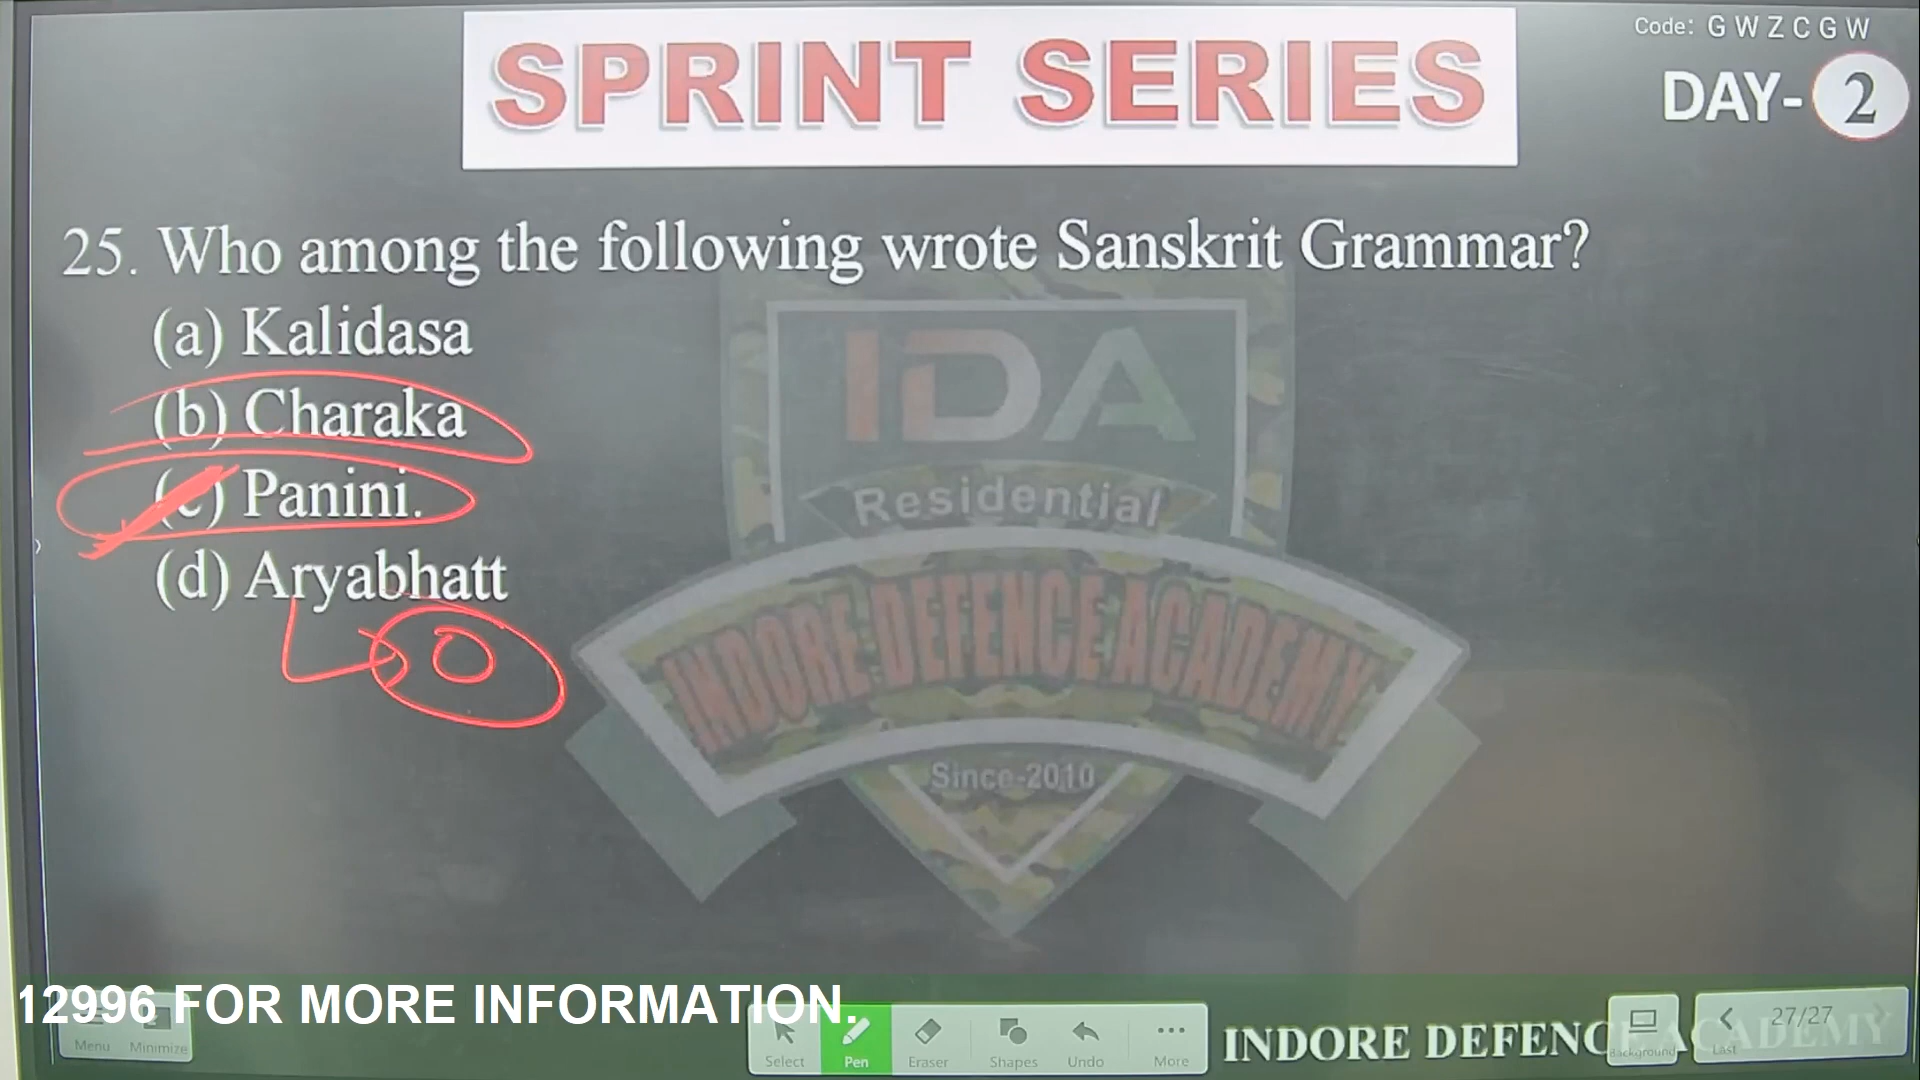 Code: G W Z C G W
SPRINT SERIES
DAY- 2
25. Who among the following wrote Sanskrit Grammar?
(a) Kalidasa
(b) Charaka
(c) Panini.
(d) Aryabhatt
0
IDA
Residential
INDORE DEFENCE ACADEMY
Since-2010
12996 FOR MORE INFORMATION.
Menu Minimize
Select Pen Eraser Shapes Undo More
INDORE DEFENCE ACADEMY
Background
Last 27/27